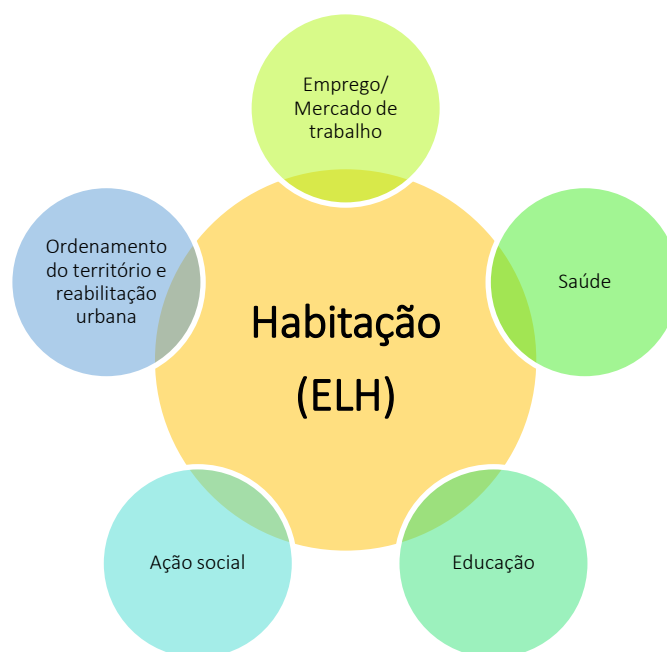 Emprego/
Mercado de
trabalho
Ordenamento
do território e
reabilitação
urbana
Saúde
Habitação
(ELH)
Ação social
Educação